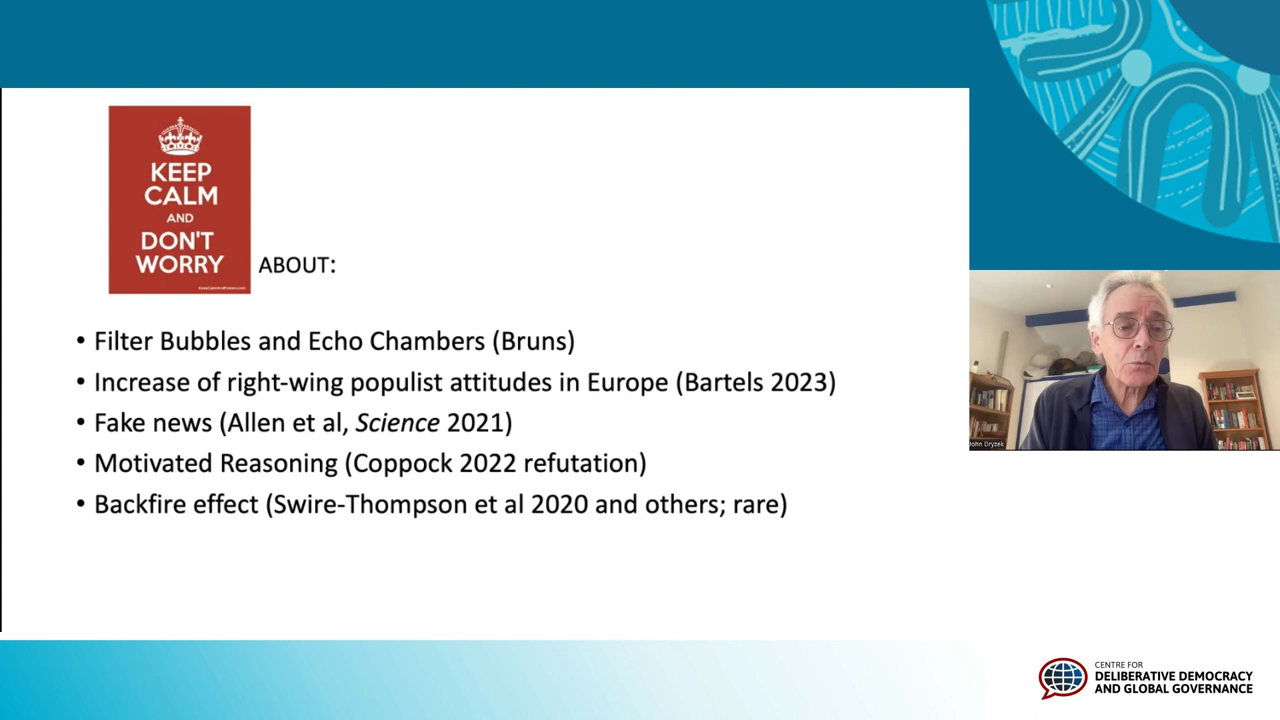 KEEP
CALM
AND
DON'T
WORRY
ABOUT:
• Filter Bubbles and Echo Chambers (Bruns)
• Increase of right-wing populist attitudes in Europe (Bartels 2023)
• Fake news (Allen et al, Science 2021)
• Motivated Reasoning (Coppock 2022 refutation)
• Backfire effect (Swire-Thompson et al 2020 and others; rare)
John Dryzek
CENTRE FOR
DELIBERATIVE DEMOCRACY
AND GLOBAL GOVERNANCE